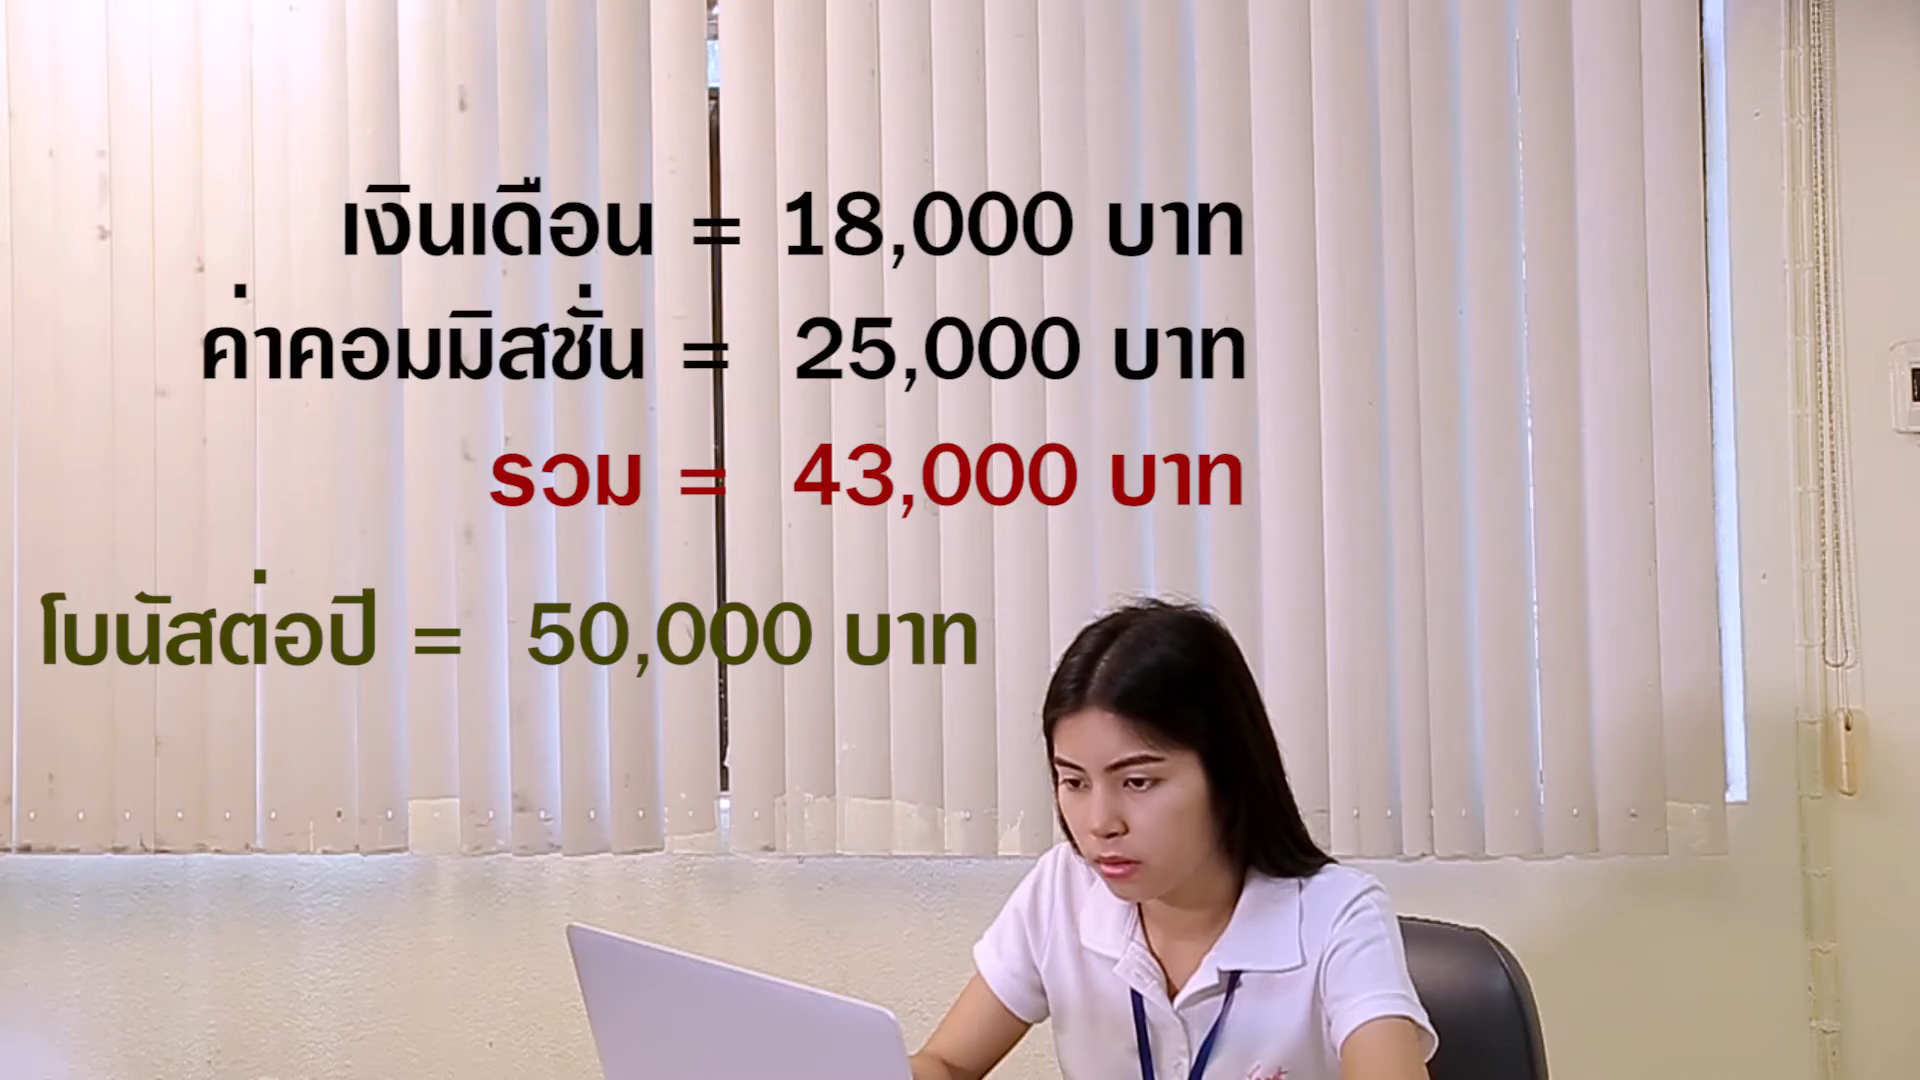 เงินเดือน = 18,000 บาท
ค่าคอมมิสชั่น = 25,000 บาท
รวม = 43,000 บาท
โบนัสต่อปี = 50,000 บาท